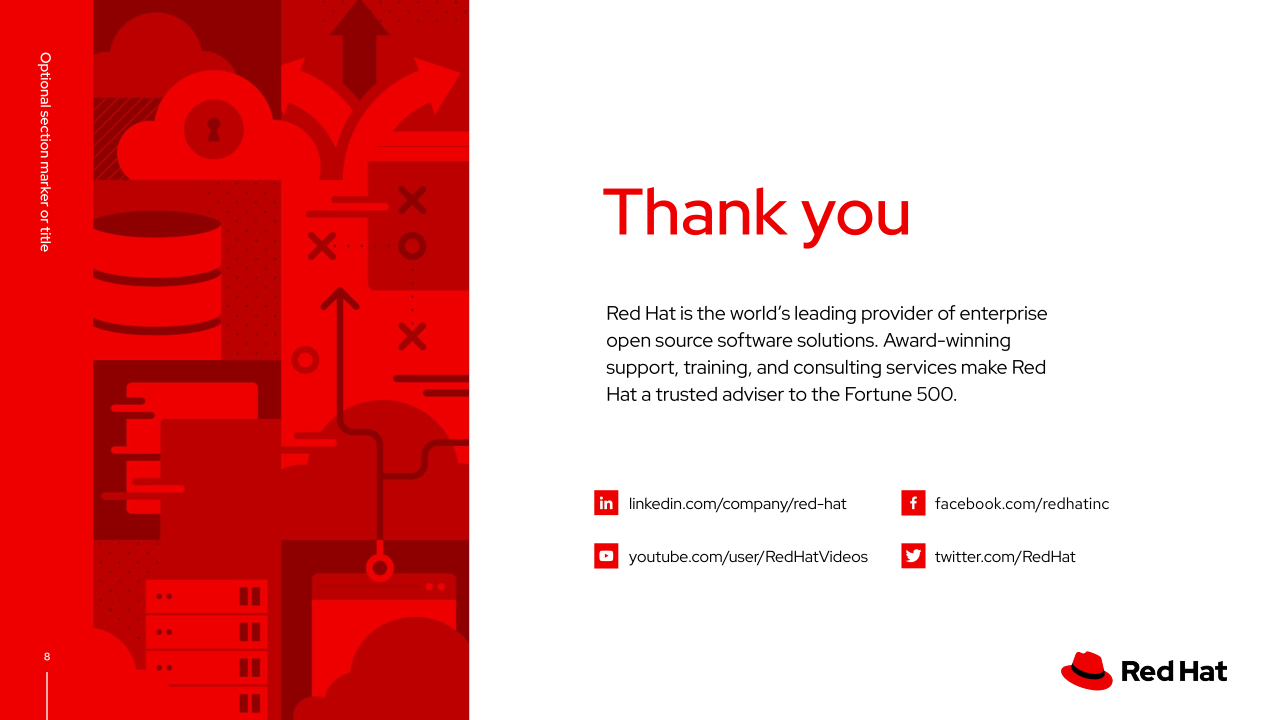 Optional section marker or title
Thank you
Red Hat is the world’s leading provider of enterprise
open source software solutions. Award-winning
support, training, and consulting services make Red
Hat a trusted adviser to the Fortune 500.
linkedin.com/company/red-hat
facebook.com/redhatinc
youtube.com/user/RedHatVideos
twitter.com/RedHat
8
Red Hat